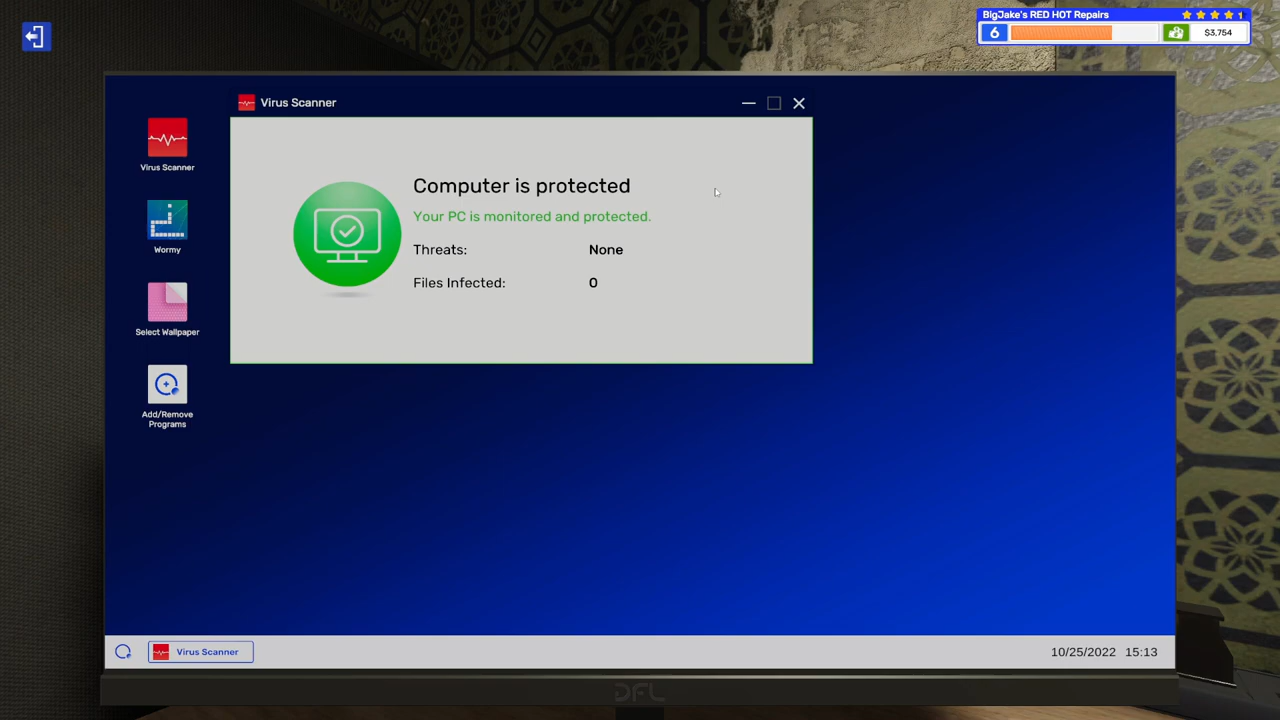 BigJake's RED HOT Repairs
6
$3,754
Virus Scanner
Virus Scanner
Wormy
Select Wallpaper
Add/Remove
Programs
Computer is protected
Your PC is monitored and protected.
Threats: None
Files Infected: 0
Virus Scanner
10/25/2022 15:13
DFL